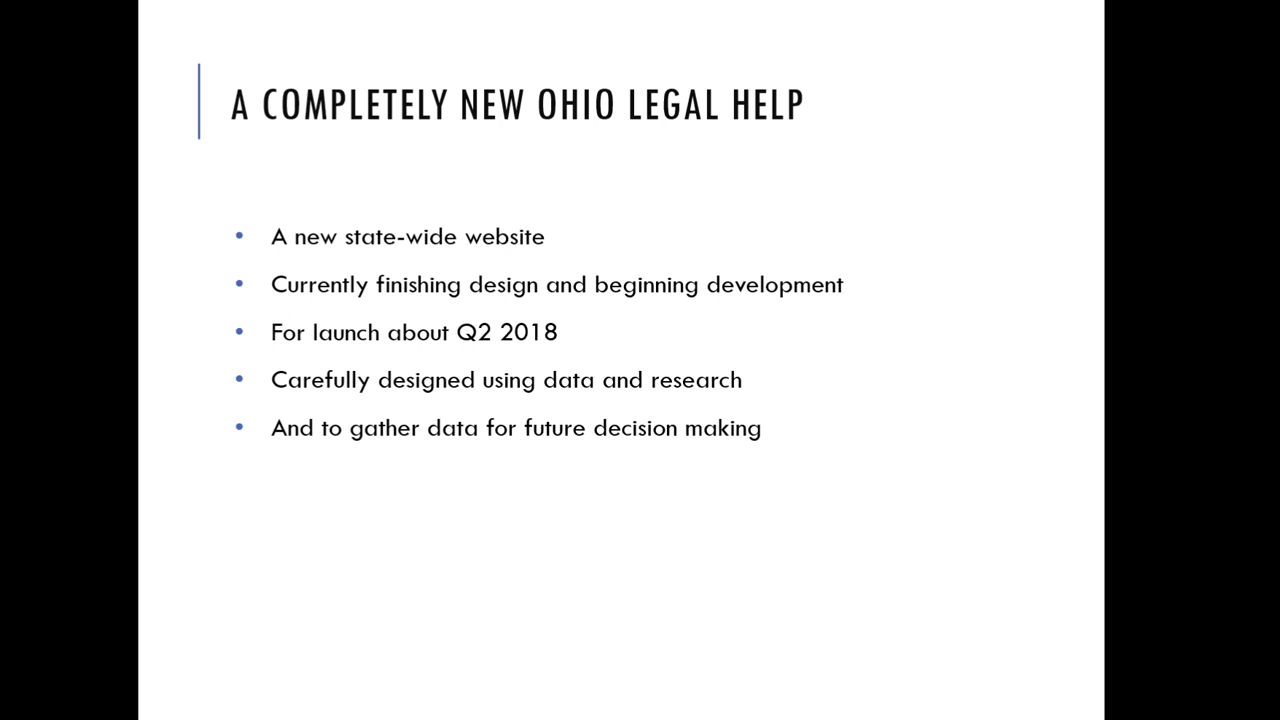 A COMPLETELY NEW OHIO LEGAL HELP
• A new state-wide website
• Currently finishing design and beginning development
• For launch about Q2 2018
• Carefully designed using data and research
• And to gather data for future decision making